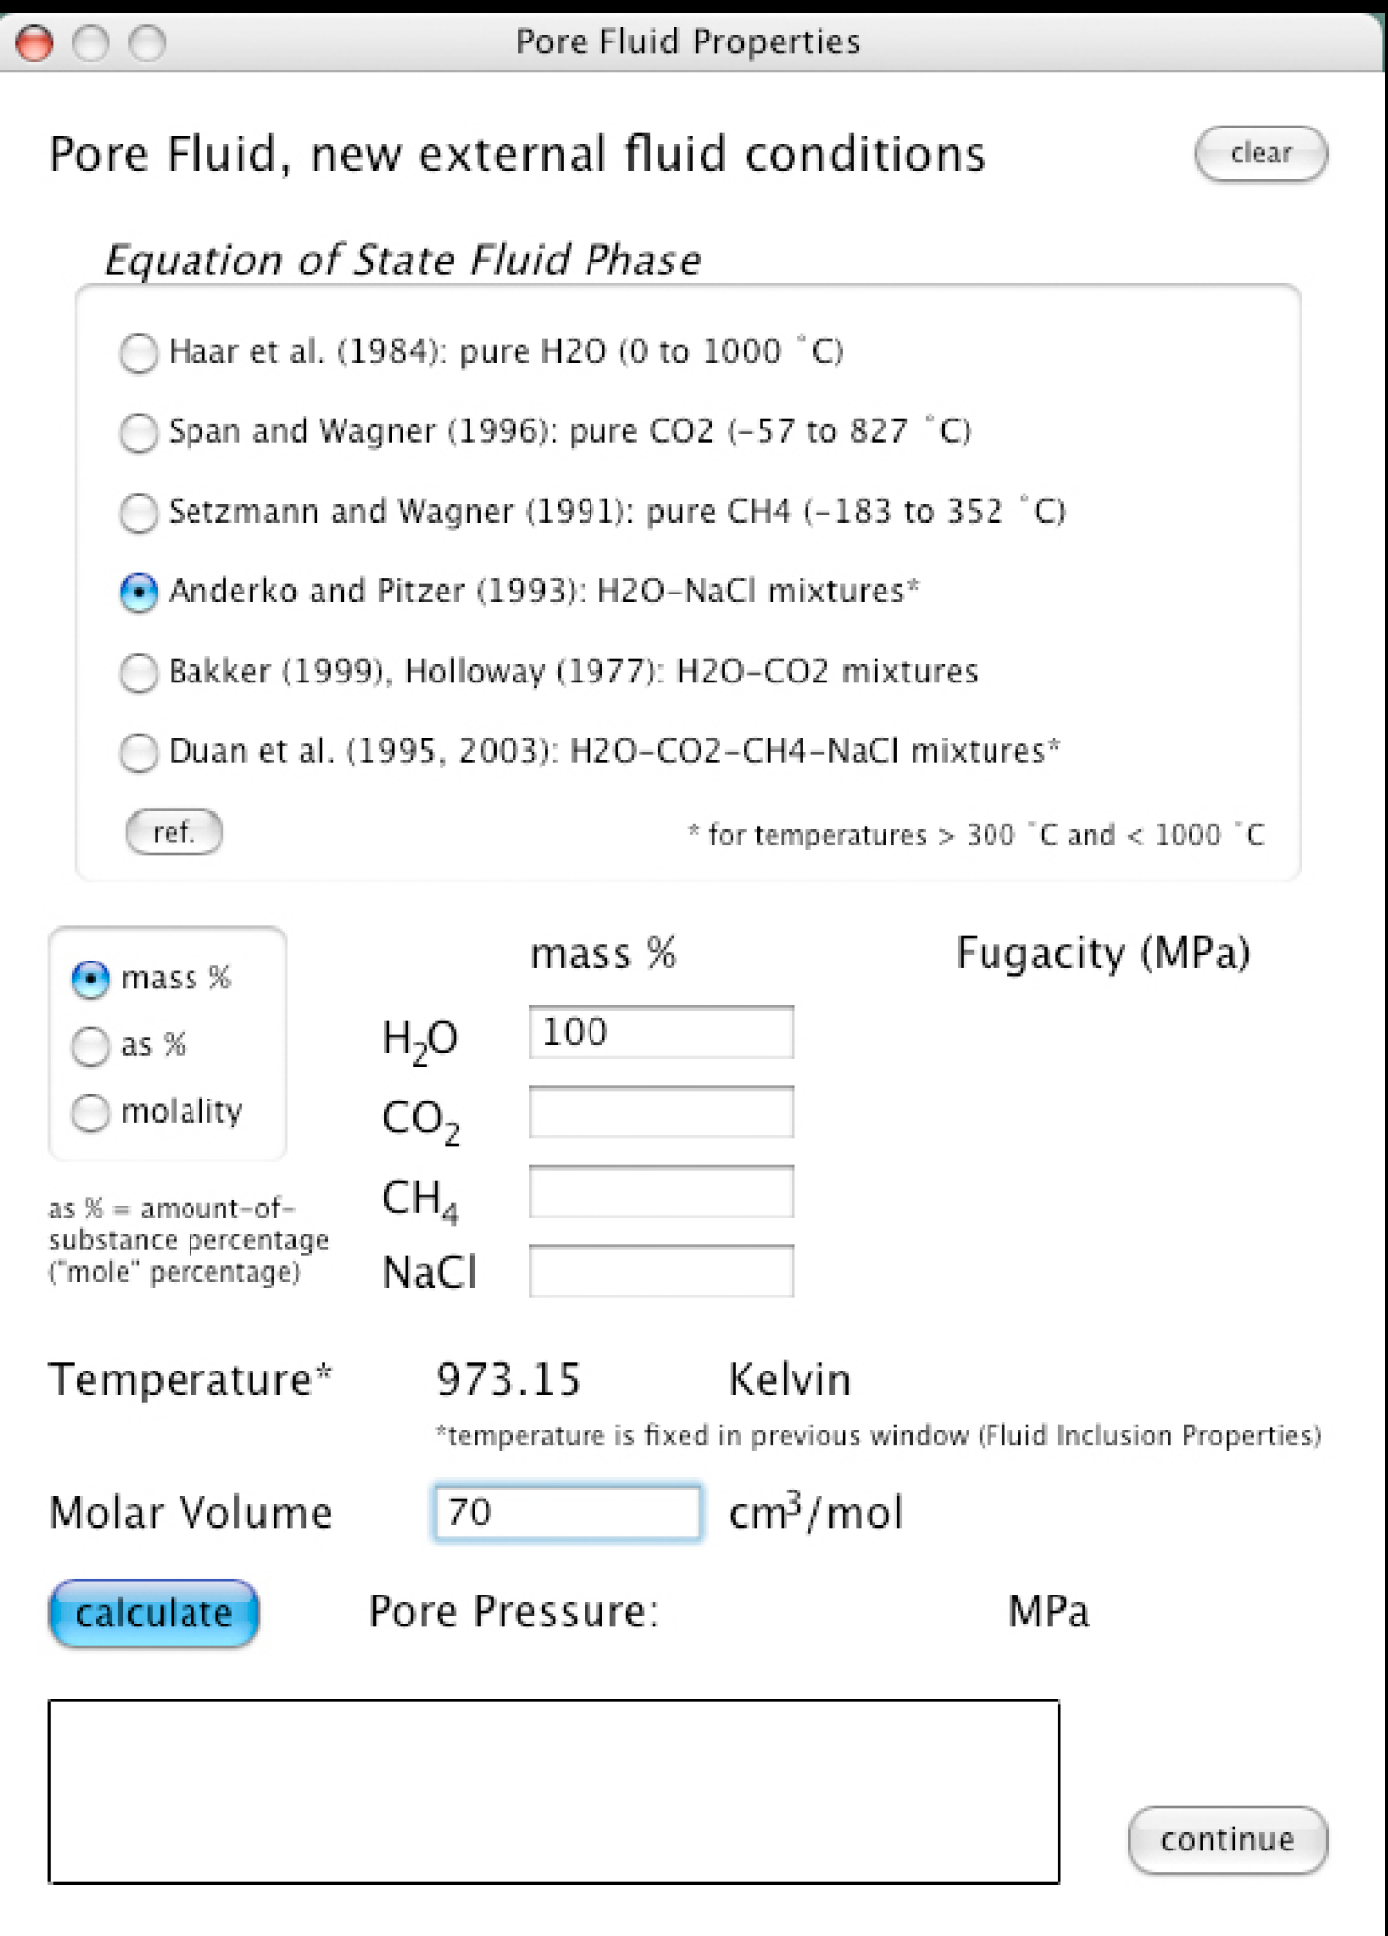 Pore Fluid Properties
Pore Fluid, new external fluid conditions
clear
Equation of State Fluid Phase
Haar et al. (1984): pure H2O (0 to 1000 ˚C)
Span and Wagner (1996): pure CO2 (-57 to 827 ˚C)
Setzmann and Wagner (1991): pure CH4 (-183 to 352 ˚C)
Anderko and Pitzer (1993): H2O-NaCl mixtures*
Bakker (1999), Holloway (1977): H2O-CO2 mixtures
Duan et al. (1995, 2003): H2O-CO2-CH4-NaCl mixtures*
ref.
* for temperatures > 300 ˚C and < 1000 ˚C
mass %
as %
molality
as % = amount-of-
substance percentage
("mole" percentage)
mass %
Fugacity (MPa)
H₂O 100
CO₂
CH₄
NaCl
Temperature* 973.15 Kelvin
*temperature is fixed in previous window (Fluid Inclusion Properties)
Molar Volume 70 cm³/mol
calculate Pore Pressure: MPa
continue